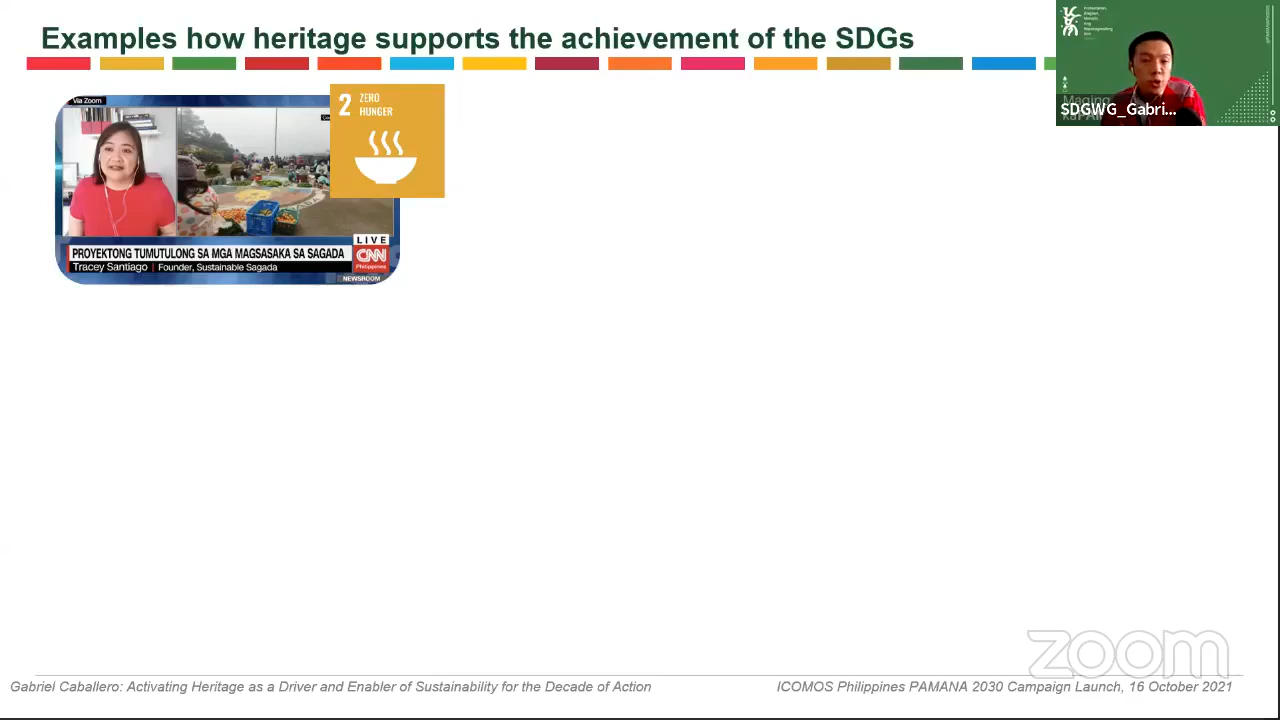 Examples how heritage supports the achievement of the SDGs
Via Zoom
2 ZERO
HUNGER
LIVE
PROYEKTONG TUMUTULONG SA MGA MAGSASAKA SA SAGADA
CNN
Philippines
Tracey Santiago | Founder, Sustainable Sagada
NEWSROOM
SDGWG_Gabri...
zoom
Gabriel Caballero: Activating Heritage as a Driver and Enabler of Sustainability for the Decade of Action
ICOMOS Philippines PAMANA 2030 Campaign Launch, 16 October 2021